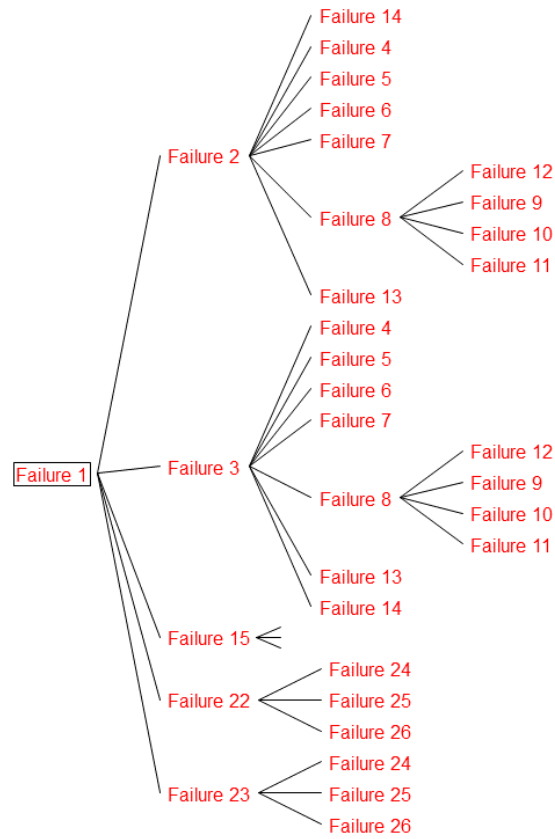 Failure 14
Failure 4
Failure 5
Failure 6
Failure 7
Failure 2
Failure 12
Failure 9
Failure 8
Failure 10
Failure 11
Failure 13
Failure 4
Failure 5
Failure 6
Failure 7
Failure 12
Failure 3
Failure 1
Failure 9
Failure 8
Failure 10
Failure 11
Failure 13
Failure 14
Failure 15
Failure 24
Failure 22
Failure 25
Failure 26
Failure 24
Failure 23
Failure 25
Failure 26